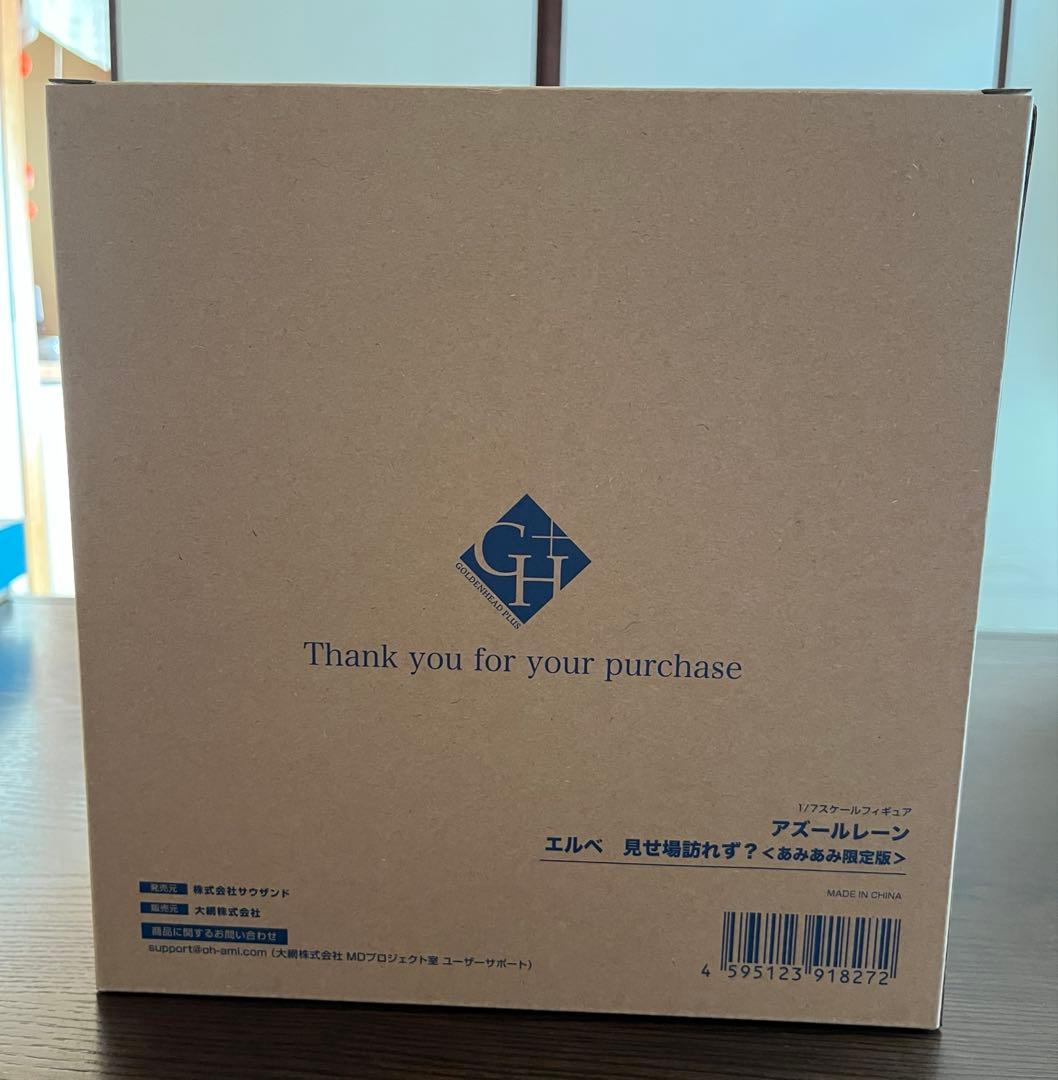 GH+
GOLDENHEAD PLUS
Thank you for your purchase
1/7スケールフィギュア
アズールレーン
エルベ 見せ場訪れず？<あみあみ限定版>
MADE IN CHINA
発売元 株式会社サウザンド
販売元 大網株式会社
商品に関するお問い合わせ
support@oh-ami.com (大網株式会社 MDプロジェクト室 ユーザーサポート)
4 595123 918272